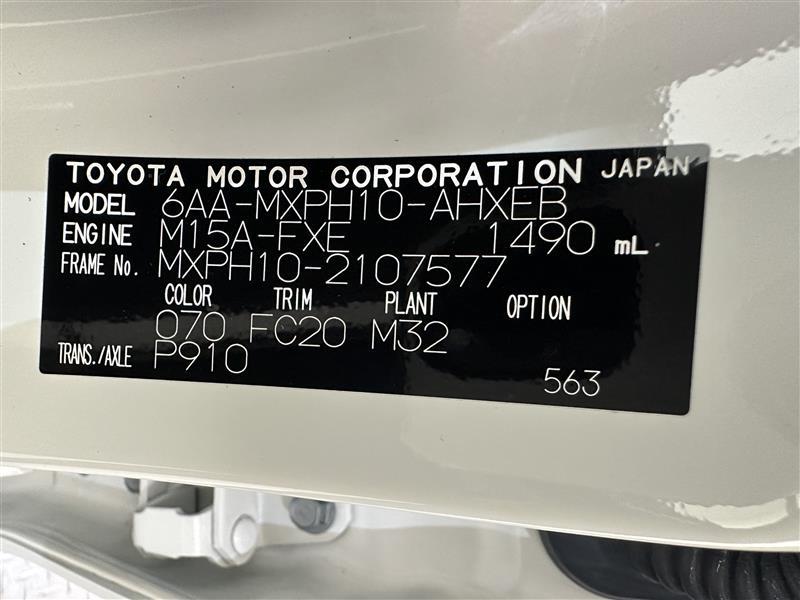 TOYOTA MOTOR CORPORATION JAPAN
MODEL 6AA-MXPH10-AHXEB
ENGINE M15A-FXE 1490 mL
FRAME No. MXPH10-2107577
COLOR TRIM PLANT OPTION
070 FC20 M32
TRANS./AXLE P910
563